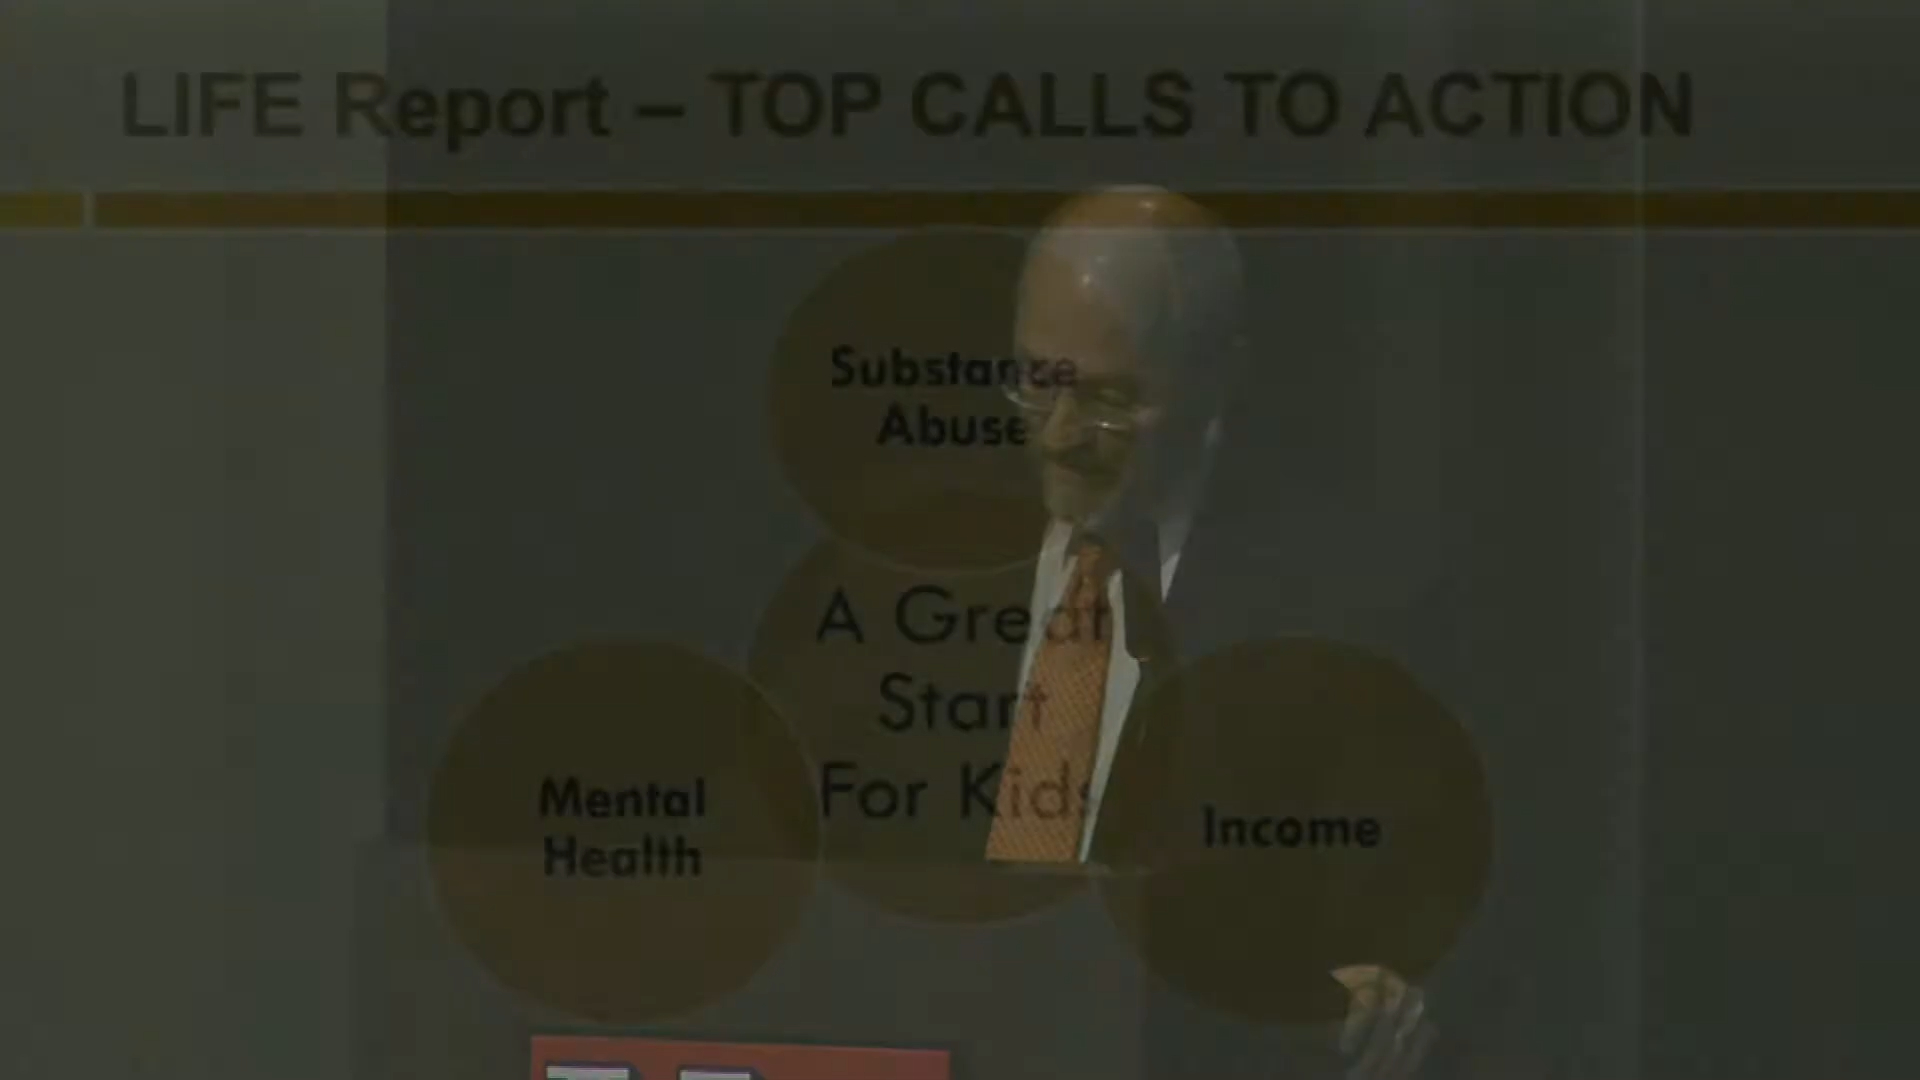 LIFE Report – TOP CALLS TO ACTION
Substance
Abuse
A Great
Start
For Kids
Mental
Health
Income